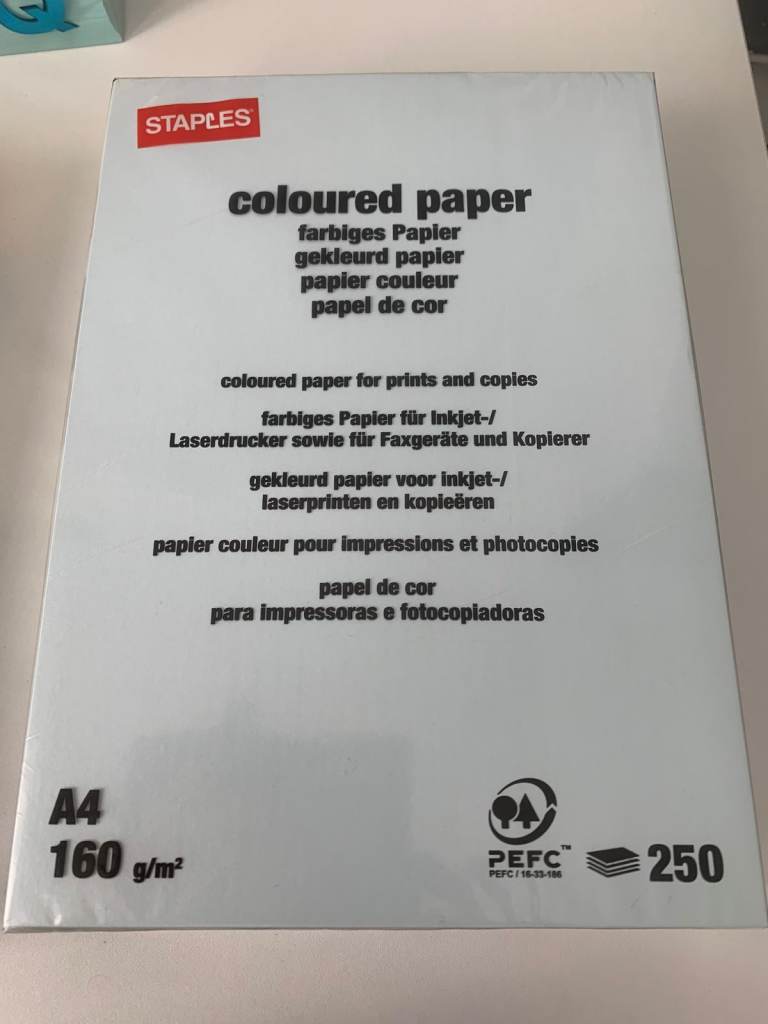 STAPLES
coloured paper
farbiges Papier
gekleurd papier
papier couleur
papel de cor
coloured paper for prints and copies
farbiges Papier für Inkjet-/
Laserdrucker sowie für Faxgeräte und Kopierer
gekleurd papier voor inkjet-/
laserprinten en kopieëren
papier couleur pour impressions et photocopies
papel de cor
para impressoras e fotocopiadoras
A4
160 g/m²
PEFC™
PEFC / 16-33-186
250